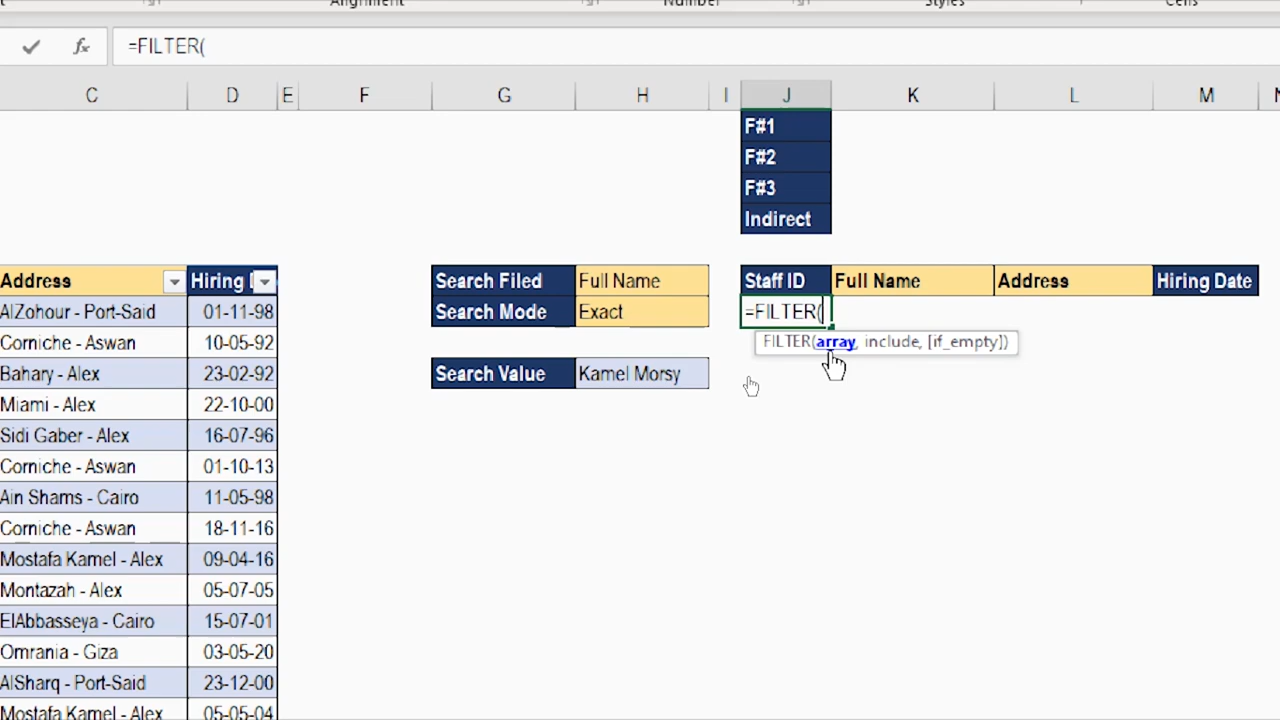 Alignment Number Styles Cells
=FILTER(
C D E F G H I J K L M
F#1
F#2
F#3
Indirect
Address Hiring Search Filed Full Name Staff ID Full Name Address Hiring Date
AlZohour - Port-Said 01-11-98 Search Mode Exact =FILTER(
Corniche - Aswan 10-05-92 FILTER(array, include, [if_empty])
Bahary - Alex 23-02-92 Search Value Kamel Morsy
Miami - Alex 22-10-00
Sidi Gaber - Alex 16-07-96
Corniche - Aswan 01-10-13
Ain Shams - Cairo 11-05-98
Corniche - Aswan 18-11-16
Mostafa Kamel - Alex 09-04-16
Montazah - Alex 05-07-05
ElAbbasseya - Cairo 15-07-01
Omrania - Giza 03-05-20
AlSharq - Port-Said 23-12-00
Mostafa Kamel - Alex 05-05-04